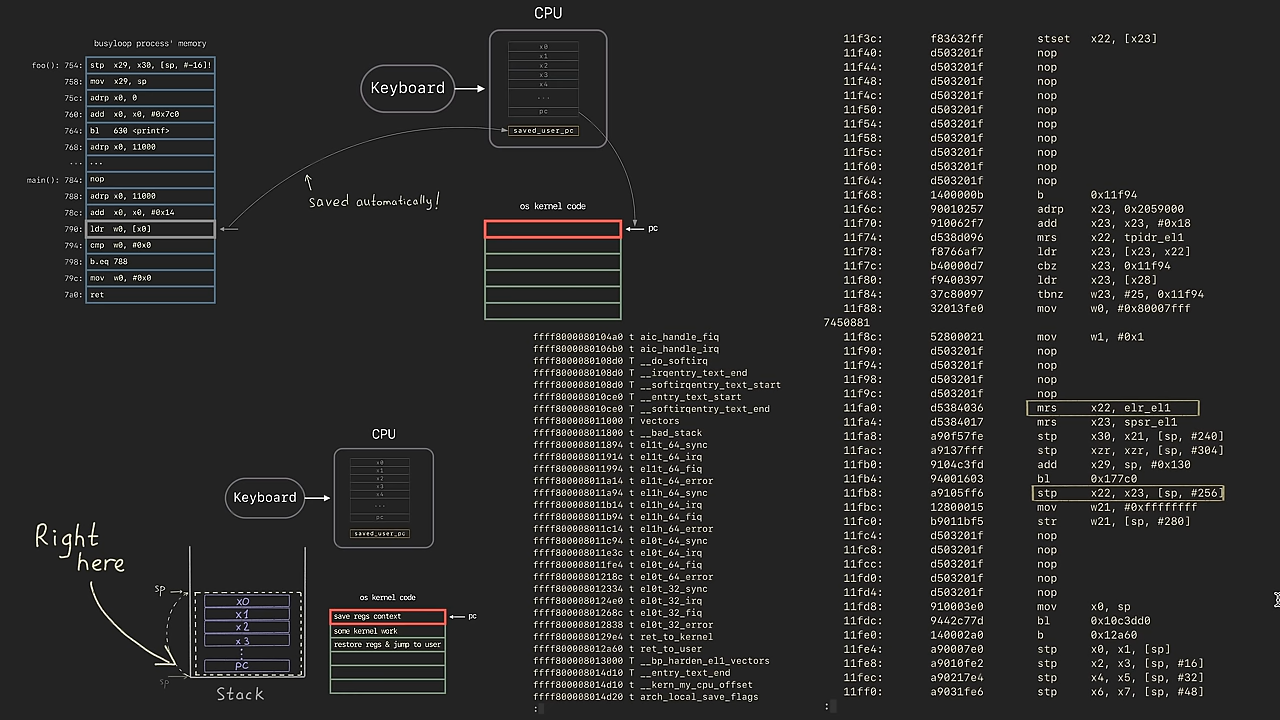 busyloop process' memory
foo(): 754: stp x29, x30, [sp, #-16]!
758: mov x29, sp
75c: adrp x0, 0
760: add x0, x0, #0x7c0
764: bl 630 <printf>
768: adrp x0, 11000
... ...
main(): 784: nop
788: adrp x0, 11000
78c: add x0, x0, #0x14
790: ldr w0, [x0]
794: cmp w0, #0x0
798: b.eq 788
79c: mov w0, #0x0
7a0: ret
CPU
Keyboard
x0
x1
x2
x3
x4
...
pc
saved_user_pc
saved automatically!
os kernel code
pc
ffff8000080104a0 t aic_handle_fiq
ffff8000080106b0 t aic_handle_irq
ffff8000080108d0 T __do_softirq
ffff8000080108d0 T __irqentry_text_end
ffff8000080108d0 T __softirqentry_text_start
ffff800008010ce0 T __entry_text_start
ffff800008010ce0 T __softirqentry_text_end
ffff800008011000 T vectors
ffff800008011800 t __bad_stack
ffff800008011894 t el1t_64_sync
ffff800008011914 t el1t_64_irq
ffff800008011994 t el1t_64_fiq
ffff800008011a14 t el1t_64_error
ffff800008011a94 t el1h_64_sync
ffff800008011b14 t el1h_64_irq
ffff800008011b94 t el1h_64_fiq
ffff800008011c14 t el1h_64_error
ffff800008011c94 t el0t_64_sync
ffff800008011e3c t el0t_64_irq
ffff800008011fe4 t el0t_64_fiq
ffff80000801218c t el0t_64_error
ffff800008012334 t el0t_32_sync
ffff8000080124e0 t el0t_32_irq
ffff80000801268c t el0t_32_fiq
ffff800008012838 t el0t_32_error
ffff8000080129e4 t ret_to_kernel
ffff800008012a60 t ret_to_user
ffff800008013000 T __bp_harden_el1_vectors
ffff800008014d10 T __entry_text_end
ffff800008014d10 t __kern_my_cpu_offset
ffff800008014d20 t arch_local_save_flags
:
CPU
Keyboard
x0
x1
x2
x3
x4
...
pc
saved_user_pc
Right
here
sp
x0
x1
x2
x3
⋮
PC
sp
Stack
os kernel code
save regs context
some kernel work
restore regs & jump to user
pc
11f3c: f83632ff stset x22, [x23]
11f40: d503201f nop
11f44: d503201f nop
11f48: d503201f nop
11f4c: d503201f nop
11f50: d503201f nop
11f54: d503201f nop
11f58: d503201f nop
11f5c: d503201f nop
11f60: d503201f nop
11f64: d503201f nop
11f68: 1400000b b 0x11f94
11f6c: 90010257 adrp x23, 0x2059000
11f70: 910062f7 add x23, x23, #0x18
11f74: d538d096 mrs x22, tpidr_el1
11f78: f8766af7 ldr x23, [x23, x22]
11f7c: b40000d7 cbz x23, 0x11f94
11f80: f9400397 ldr x23, [x28]
11f84: 37c80097 tbnz w23, #25, 0x11f94
11f88: 32013fe0 mov w0, #0x80007fff
7450881
11f8c: 52800021 mov w1, #0x1
11f90: d503201f nop
11f94: d503201f nop
11f98: d503201f nop
11f9c: d503201f nop
11fa0: d5384036 mrs x22, elr_el1
11fa4: d5384017 mrs x23, spsr_el1
11fa8: a90f57fe stp x30, x21, [sp, #240]
11fac: a9137fff stp xzr, xzr, [sp, #304]
11fb0: 9104c3fd add x29, sp, #0x130
11fb4: 94001603 bl 0x177c0
11fb8: a9105ff6 stp x22, x23, [sp, #256]
11fbc: 12800015 mov w21, #0xffffffff
11fc0: b9011bf5 str w21, [sp, #280]
11fc4: d503201f nop
11fc8: d503201f nop
11fcc: d503201f nop
11fd0: d503201f nop
11fd4: d503201f nop
11fd8: 910003e0 mov x0, sp
11fdc: 9442c77d bl 0x10c3dd0
11fe0: 140002a0 b 0x12a60
11fe4: a90007e0 stp x0, x1, [sp]
11fe8: a9010fe2 stp x2, x3, [sp, #16]
11fec: a90217e4 stp x4, x5, [sp, #32]
11ff0: a9031fe6 stp x6, x7, [sp, #48]
: